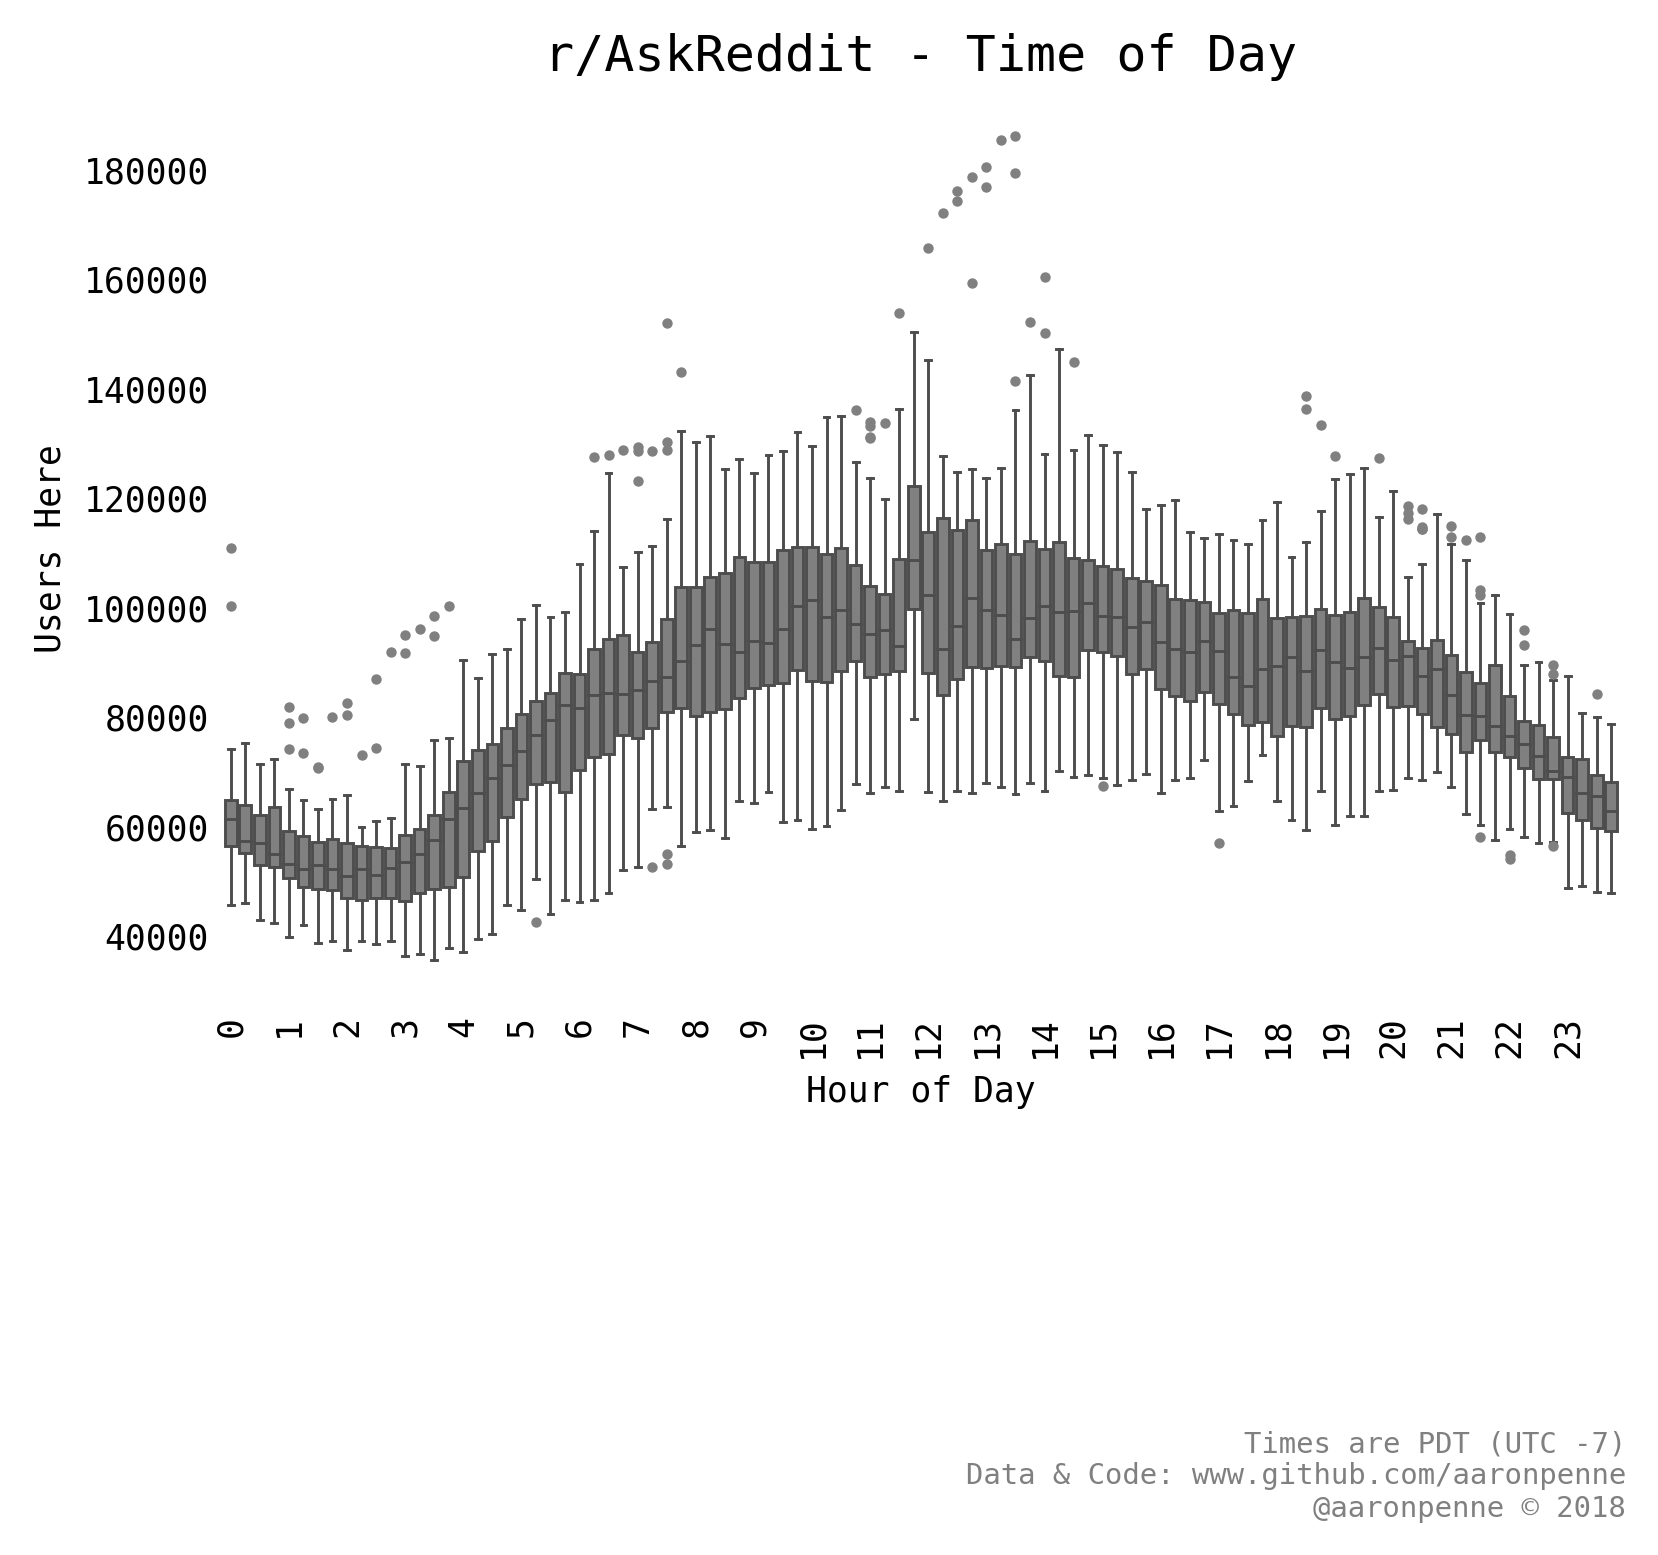 r/AskReddit - Time of Day
180000
160000
140000
120000
100000
80000
60000
40000
Users Here
0 1 2 3 4 5 6 7 8 9 10 11 12 13 14 15 16 17 18 19 20 21 22 23
Hour of Day
Times are PDT (UTC -7)
Data & Code: www.github.com/aaronpenne
@aaronpenne © 2018